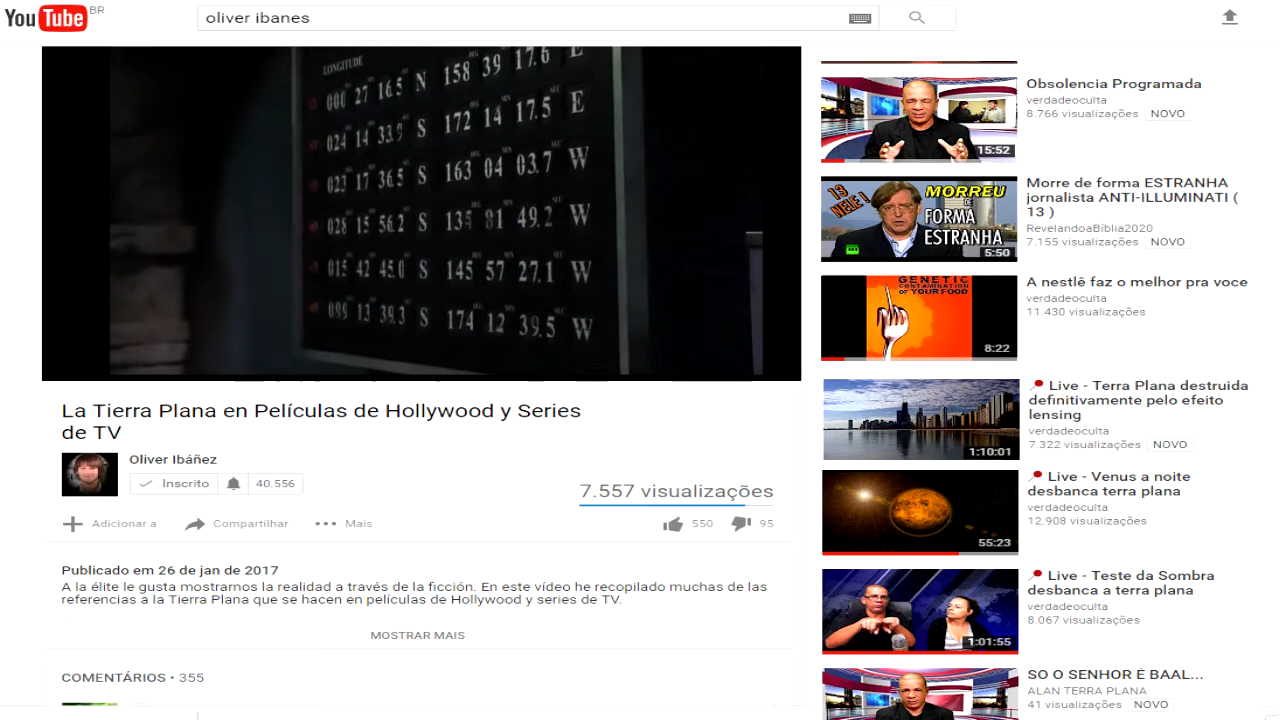 YouTube BR
oliver ibanes
LONGITUDE
000 27 16.5 N 158 39 17.6 E
024 14 33.9 S 172 14 17.5 E
023 17 36.5 S 163 04 03.7 W
028 15 56.2 S 135 81 49.2 W
015 42 45.0 S 145 57 27.1 W
099 13 39.3 S 174 12 39.5 W
La Tierra Plana en Películas de Hollywood y Series
de TV
Oliver Ibáñez
Inscrito 40.556
7.557 visualizações
Adicionar a Compartilhar Mais 550 95
Publicado em 26 de jan de 2017
A la élite le gusta mostrarnos la realidad a través de la ficción. En este vídeo he recopilado muchas de las
referencias a la Tierra Plana que se hacen en películas de Hollywood y series de TV.
MOSTRAR MAIS
COMENTÁRIOS • 355
15:52
Obsolencia Programada
verdadeoculta
8.766 visualizações NOVO
13
NELE !
MORREU
DE
FORMA
ESTRANHA
5:50
Morre de forma ESTRANHA
jornalista ANTI-ILLUMINATI (
13 )
RevelandoaBíblia2020
7.155 visualizações NOVO
GENETIC
CONTAMINATION
OF YOUR FOOD
8:22
A nestlê faz o melhor pra voce
verdadeoculta
11 430 visualizações
1:10:01
Live - Terra Plana destruida
definitivamente pelo efeito
lensing
verdadeoculta
7.322 visualizações NOVO
55:23
Live - Venus a noite
desbanca terra plana
verdadeoculta
12.908 visualizações
1:01:55
Live - Teste da Sombra
desbanca a terra plana
verdadeoculta
8.067 visualizações
SO O SENHOR É BAAL...
ALAN TERRA PLANA
41 visualizações NOVO